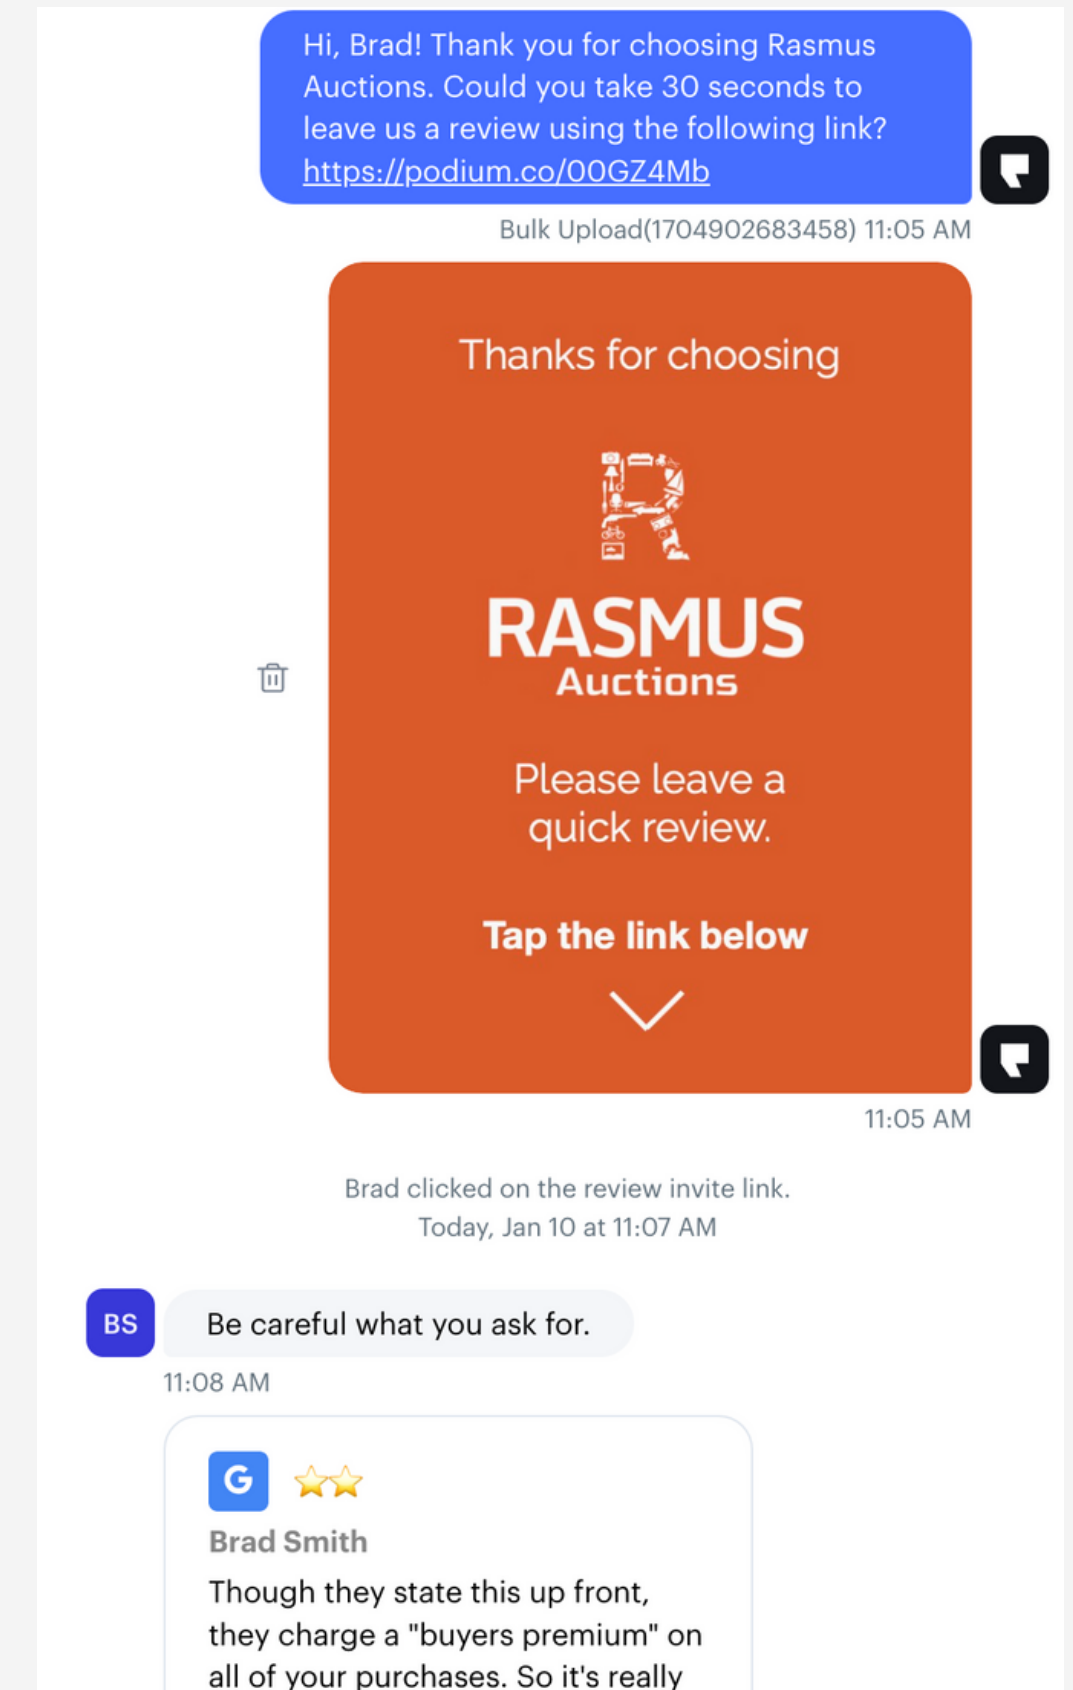 Hi, Brad! Thank you for choosing Rasmus
Auctions. Could you take 30 seconds to
leave us a review using the following link?
https://podium.co/00GZ4Mb
Bulk Upload(1704902683458) 11:05 AM
Thanks for choosing
R
RASMUS
Auctions
Please leave a
quick review.
Tap the link below
11:05 AM
Brad clicked on the review invite link.
Today, Jan 10 at 11:07 AM
BS
Be careful what you ask for.
11:08 AM
G
Brad Smith
Though they state this up front,
they charge a "buyers premium" on
all of your purchases. So it's really